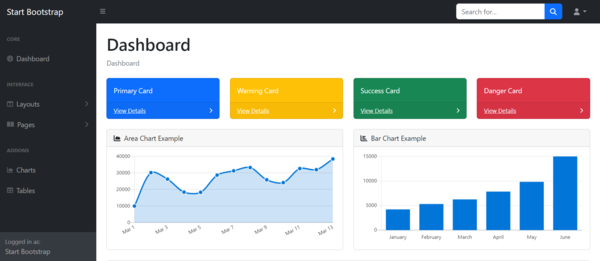 Start Bootstrap
Search for...
CORE
Dashboard
INTERFACE
Layouts
Pages
ADDONS
Charts
Tables
Logged in as:
Start Bootstrap
Dashboard
Dashboard
Primary Card
View Details
Warning Card
View Details
Success Card
View Details
Danger Card
View Details
Area Chart Example
40000
30000
20000
10000
0
Mar 1
Mar 3
Mar 5
Mar 7
Mar 9
Mar 11
Mar 13
Bar Chart Example
15000
10000
5000
0
January
February
March
April
May
June